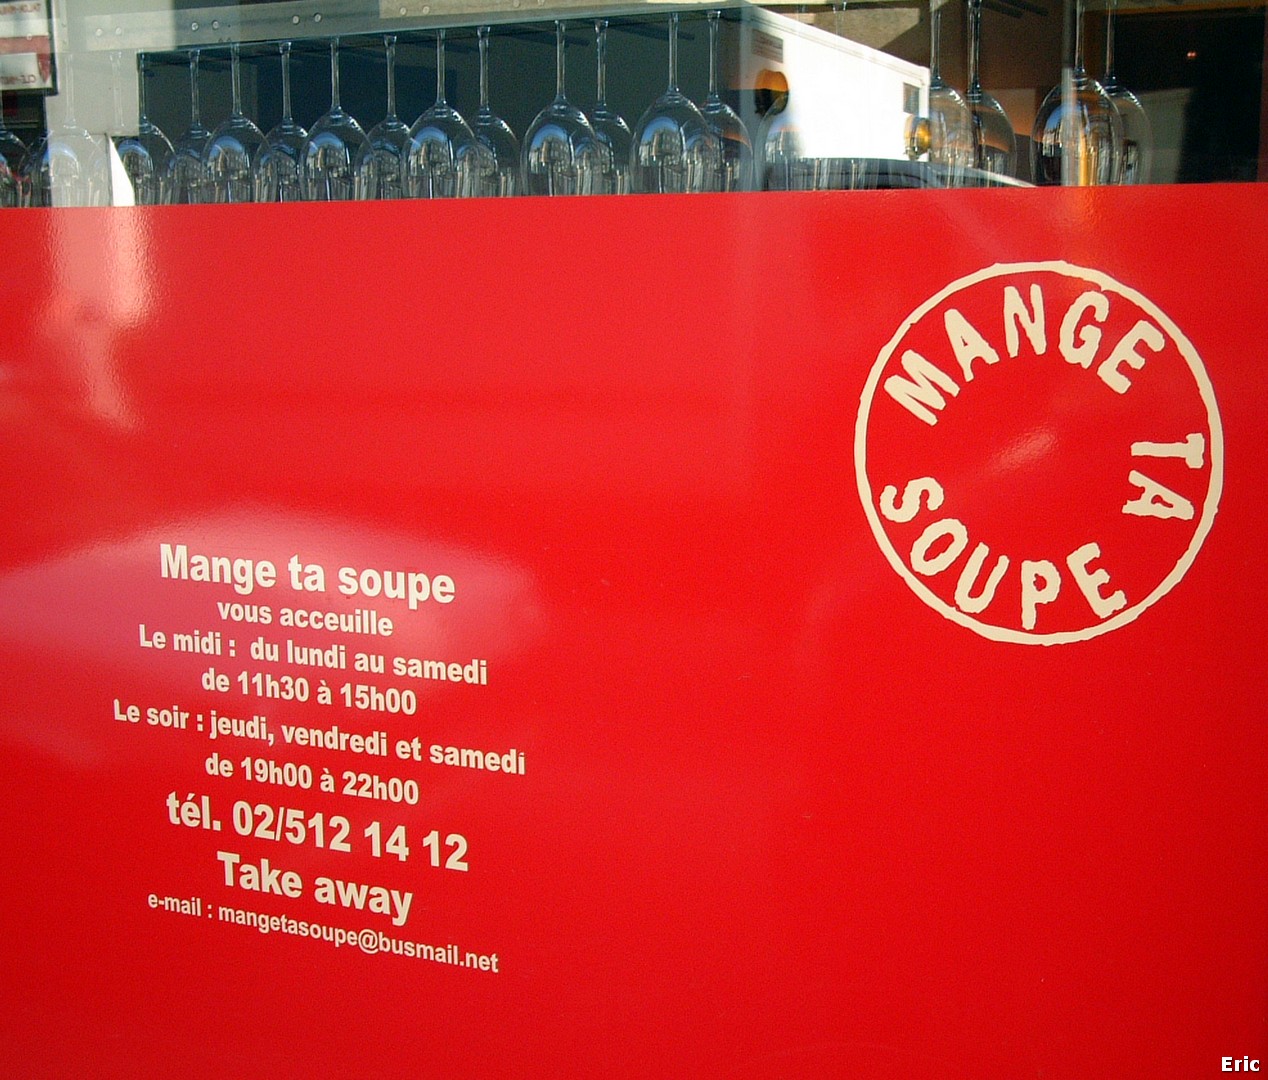 MANGE TA SOUPE
Mange ta soupe
vous acceuille
Le midi : du lundi au samedi
de 11h30 à 15h00
Le soir : jeudi, vendredi et samedi
de 19h00 à 22h00
tél. 02/512 14 12
Take away
e-mail : mangetasoupe@busmail.net
Eric